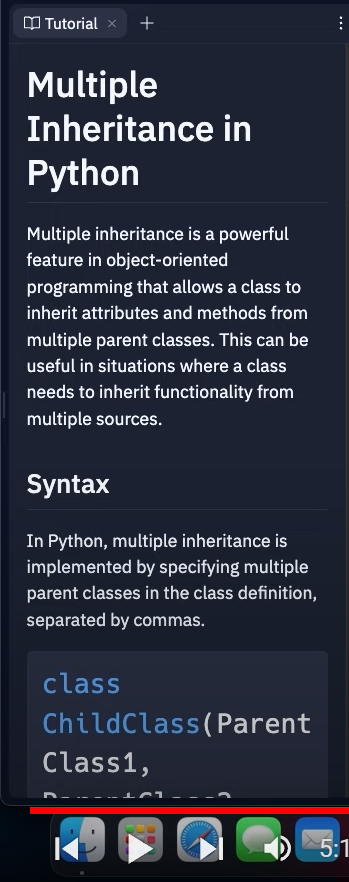 Tutorial
Multiple
Inheritance in
Python
Multiple inheritance is a powerful
feature in object-oriented
programming that allows a class to
inherit attributes and methods from
multiple parent classes. This can be
useful in situations where a class
needs to inherit functionality from
multiple sources.
Syntax
In Python, multiple inheritance is
implemented by specifying multiple
parent classes in the class definition,
separated by commas.
class
ChildClass(Parent
Class1,
ParentClass2
5:1